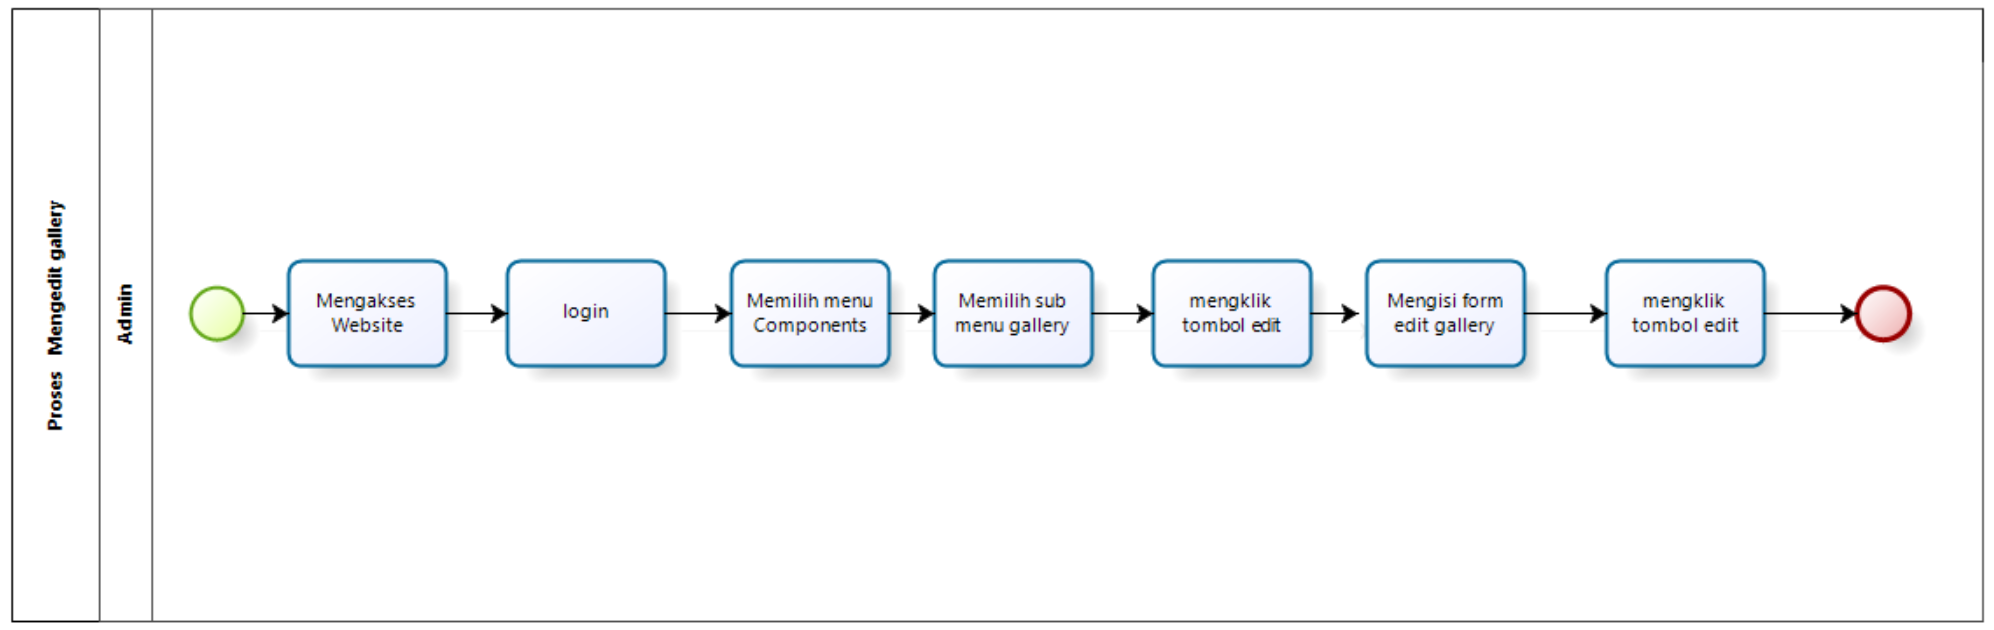 Proses Mengedit gallery
Admin
Mengakses
Website
login
Memilih menu
Components
Memilih sub
menu gallery
mengklik
tombol edit
Mengisi form
edit gallery
mengklik
tombol edit